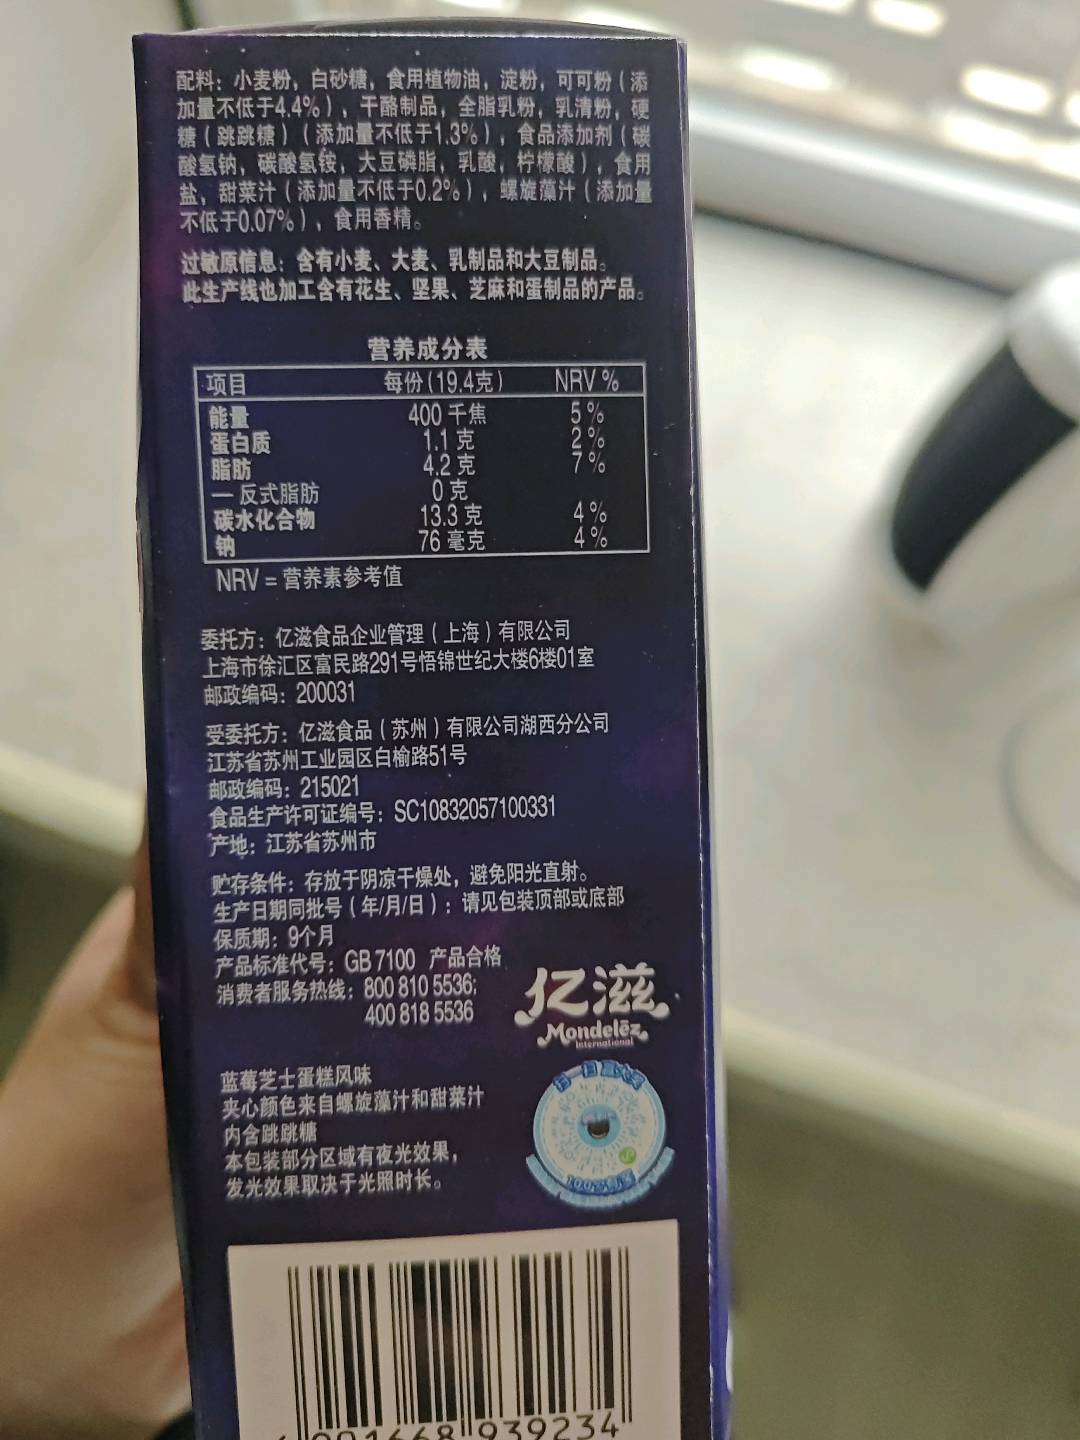 配料：小麦粉，白砂糖，食用植物油，淀粉，可可粉（添
加量不低于4.4%），干酪制品，全脂乳粉，乳清粉，硬
糖（跳跳糖）（添加量不低于1.3%），食品添加剂（碳
酸氢钠，碳酸氢铵，大豆磷脂，乳酸，柠檬酸），食用
盐，甜菜汁（添加量不低于0.2%），螺旋藻汁（添加量
不低于0.07%），食用香精。
过敏原信息：含有小麦、大麦、乳制品和大豆制品。
此生产线也加工含有花生、坚果、芝麻和蛋制品的产品。
营养成分表
项目 每份(19.4克) NRV %
能量 400 千焦 5 %
蛋白质 1.1 克 2 %
脂肪 4.2 克 7 %
— 反式脂肪 0 克
碳水化合物 13.3 克 4 %
钠 76 毫克 4 %
NRV = 营养素参考值
委托方：亿滋食品企业管理（上海）有限公司
上海市徐汇区富民路291号悟锦世纪大楼6楼01室
邮政编码：200031
受委托方：亿滋食品（苏州）有限公司湖西分公司
江苏省苏州工业园区白榆路51号
邮政编码：215021
食品生产许可证编号：SC10832057100331
产地：江苏省苏州市
贮存条件：存放于阴凉干燥处，避免阳光直射。
生产日期同批号（年/月/日）：请见包装顶部或底部
保质期：9个月
产品标准代号：GB 7100 产品合格
消费者服务热线：800 810 5536;
400 818 5536
亿滋
Mondelēz
International
蓝莓芝士蛋糕风味
夹心颜色来自螺旋藻汁和甜菜汁
内含跳跳糖
本包装部分区域有夜光效果，
发光效果取决于光照时长。
939234